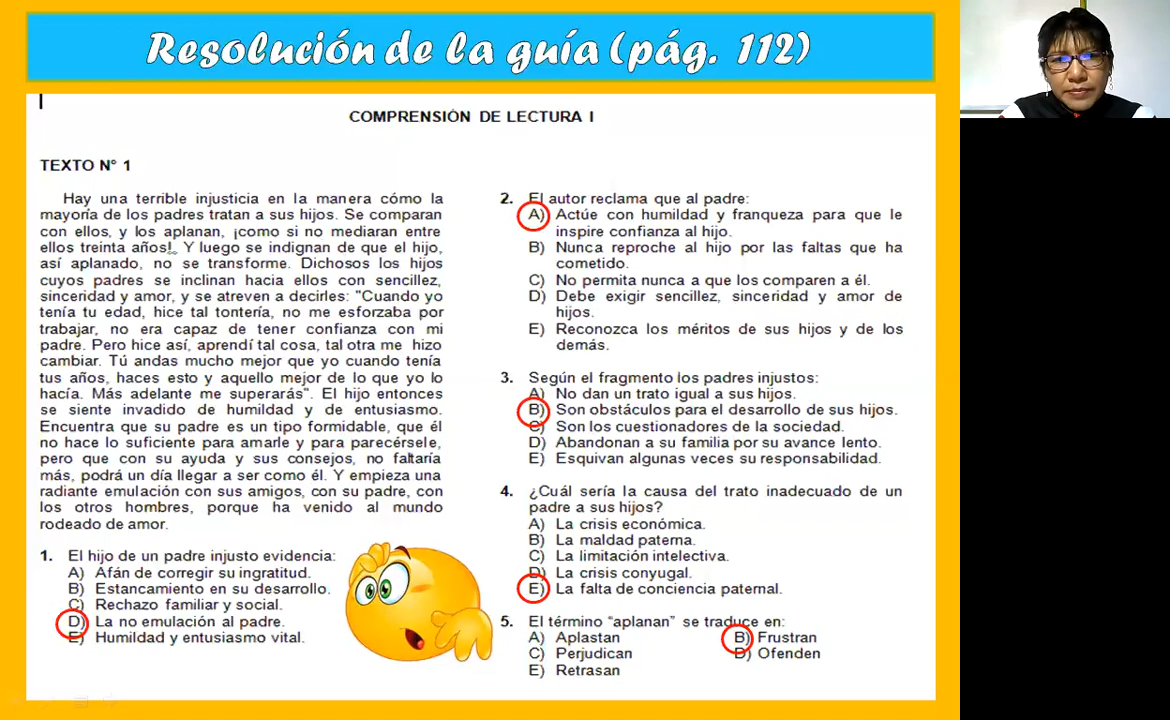 Resolución de la guía (pág. 112)
COMPRENSIÓN DE LECTURA I
TEXTO N° 1
Hay una terrible injusticia en la manera cómo la
mayoría de los padres tratan a sus hijos. Se comparan
con ellos, y los aplanan, ¡como si no mediaran entre
ellos treinta años!. Y luego se indignan de que el hijo,
así aplanado, no se transforme. Dichosos los hijos
cuyos padres se inclinan hacia ellos con sencillez,
sinceridad y amor, y se atreven a decirles: "Cuando yo
tenía tu edad, hice tal tontería, no me esforzaba por
trabajar, no era capaz de tener confianza con mi
padre. Pero hice así, aprendí tal cosa, tal otra me hizo
cambiar. Tú andas mucho mejor que yo cuando tenía
tus años, haces esto y aquello mejor de lo que yo lo
hacía. Más adelante me superarás". El hijo entonces
se siente invadido de humildad y de entusiasmo.
Encuentra que su padre es un tipo formidable, que él
no hace lo suficiente para amarle y para parecérsele,
pero que con su ayuda y sus consejos, no faltaría
más, podrá un día llegar a ser como él. Y empieza una
radiante emulación con sus amigos, con su padre, con
los otros hombres, porque ha venido al mundo
rodeado de amor.
1. El hijo de un padre injusto evidencia:
A) Afán de corregir su ingratitud.
B) Estancamiento en su desarrollo.
C) Rechazo familiar y social.
D) La no emulación al padre.
E) Humildad y entusiasmo vital.
2. El autor reclama que al padre:
A) Actúe con humildad y franqueza para que le
inspire confianza al hijo.
B) Nunca reproche al hijo por las faltas que ha
cometido.
C) No permita nunca a que los comparen a él.
D) Debe exigir sencillez, sinceridad y amor de
hijos.
E) Reconozca los méritos de sus hijos y de los
demás.
3. Según el fragmento los padres injustos:
A) No dan un trato igual a sus hijos.
B) Son obstáculos para el desarrollo de sus hijos.
C) Son los cuestionadores de la sociedad.
D) Abandonan a su familia por su avance lento.
E) Esquivan algunas veces su responsabilidad.
4. ¿Cuál sería la causa del trato inadecuado de un
padre a sus hijos?
A) La crisis económica.
B) La maldad paterna.
C) La limitación intelectiva.
D) La crisis conyugal.
E) La falta de conciencia paternal.
5. El término "aplanan" se traduce en:
A) Aplastan B) Frustran
C) Perjudican D) Ofenden
E) Retrasan